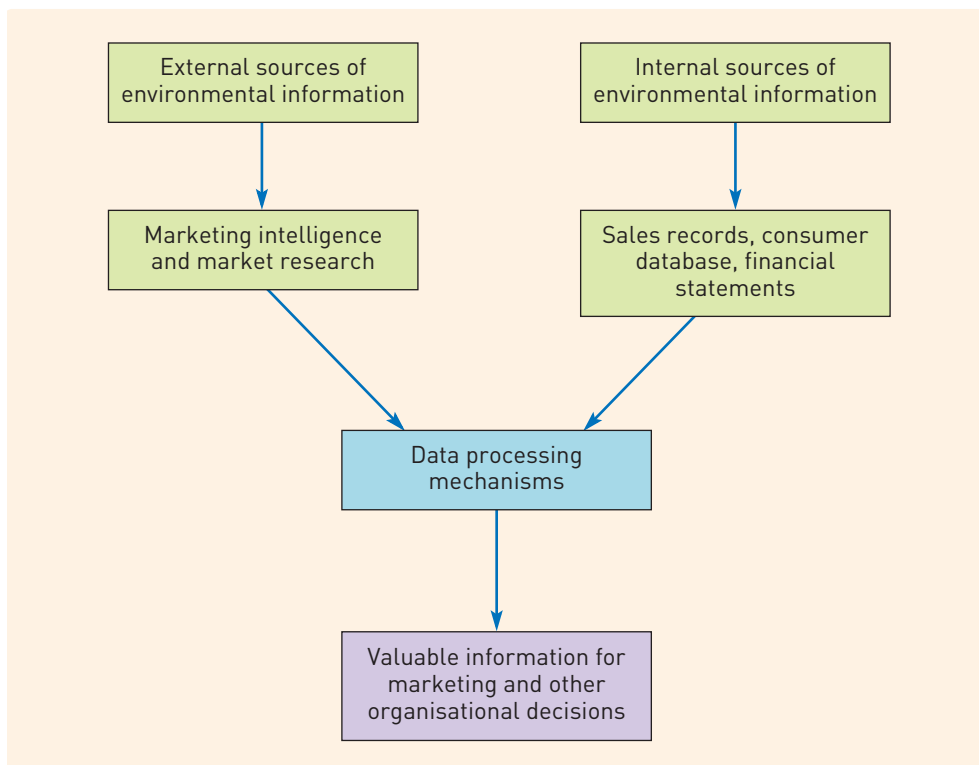 External sources of
environmental information
Internal sources of
environmental information
Marketing intelligence
and market research
Sales records, consumer
database, financial
statements
Data processing
mechanisms
Valuable information for
marketing and other
organisational decisions